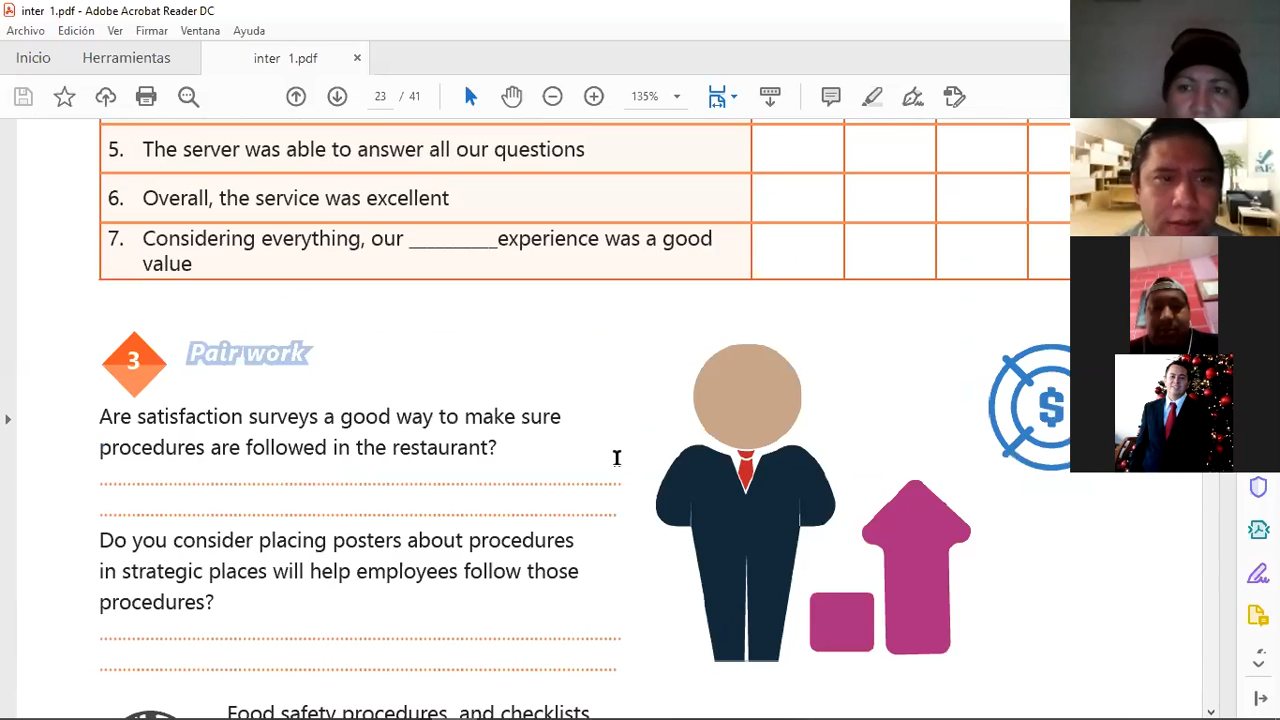 inter 1.pdf - Adobe Acrobat Reader DC
Archivo Edición Ver Firmar Ventana Ayuda
Inicio Herramientas inter 1.pdf ×
23 / 41 135%
5. The server was able to answer all our questions
6. Overall, the service was excellent
7. Considering everything, our __________experience was a good
value
3 Pair work
Are satisfaction surveys a good way to make sure
procedures are followed in the restaurant?
$
Do you consider placing posters about procedures
in strategic places will help employees follow those
procedures?
Food safety procedures, and checklists